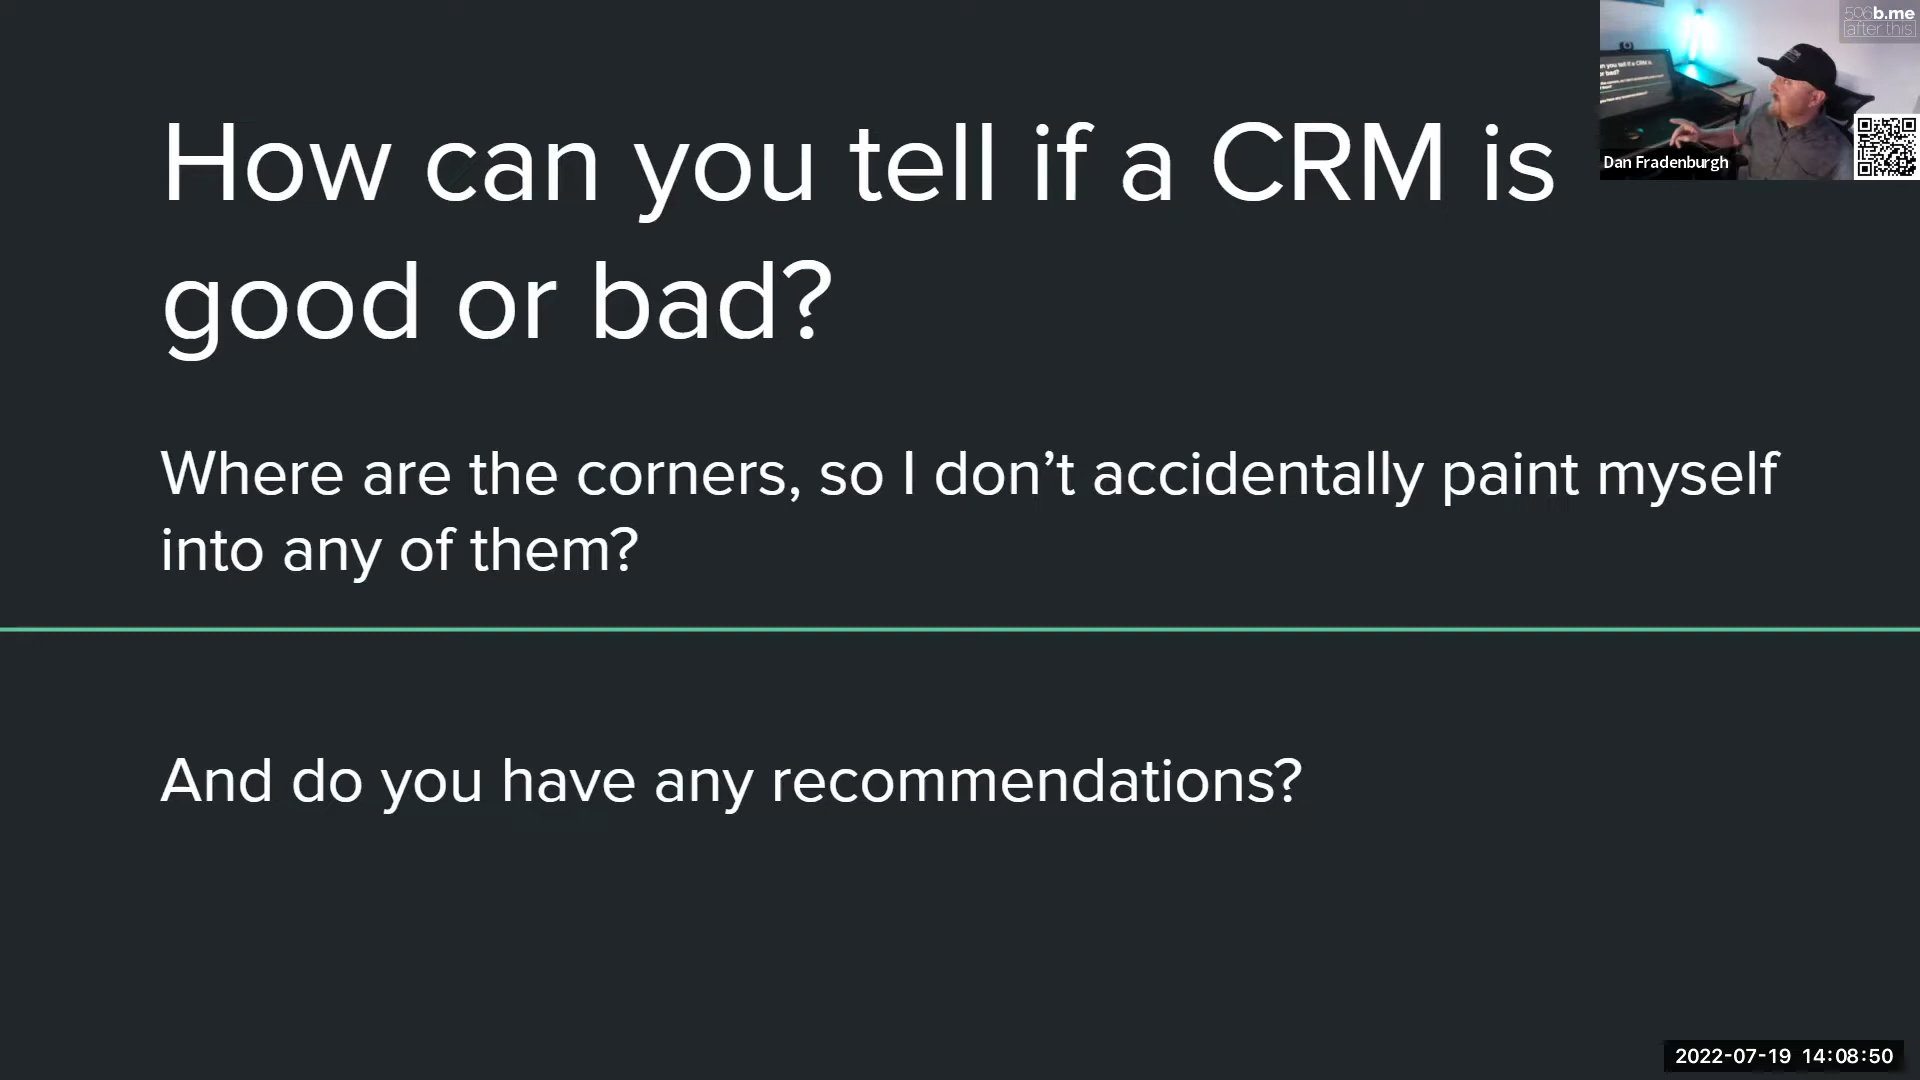 How can you tell if a CRM is
good or bad?
Where are the corners, so I don’t accidentally paint myself
into any of them?
And do you have any recommendations?
506b.me
after this
Dan Fradenburgh
2022-07-19 14:08:50